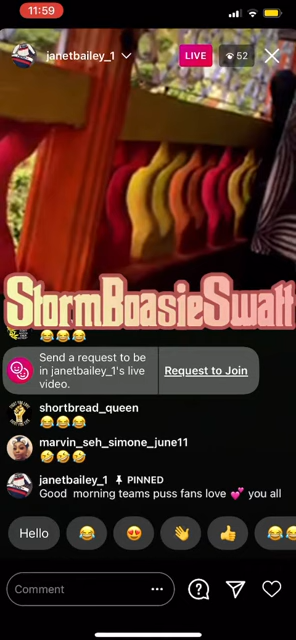 11:59
janetbailey_1
LIVE
52
StormBoasieSwatt
Send a request to be
in janetbailey_1's live
video.
Request to Join
shortbread_queen
marvin_seh_simone_june11
janetbailey_1 PINNED
Good morning teams puss fans love 💕 you all
Hello
Comment